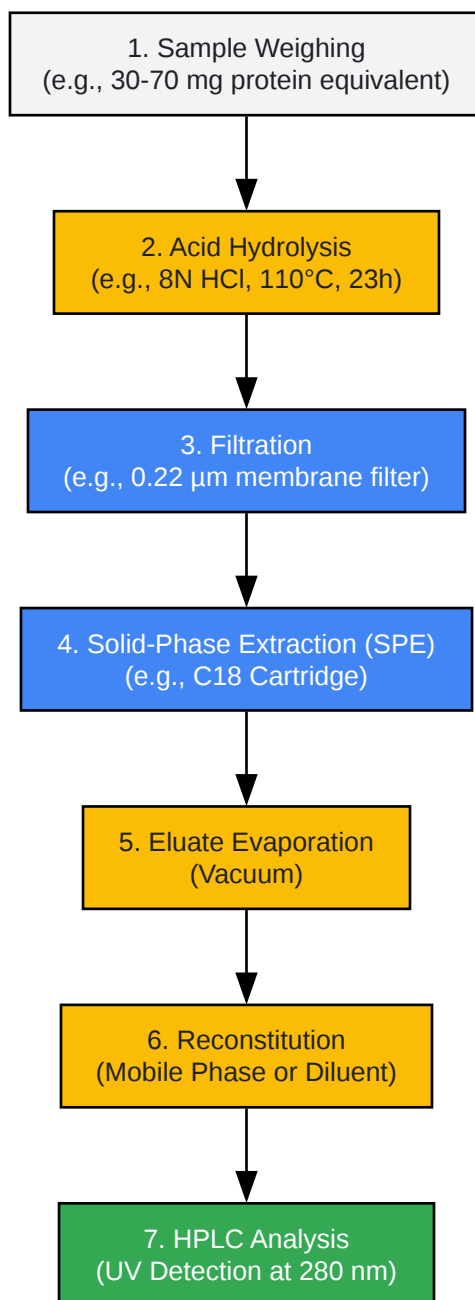 1. Sample Weighing
(e.g., 30-70 mg protein equivalent)
2. Acid Hydrolysis
(e.g., 8N HCl, 110°C, 23h)
3. Filtration
(e.g., 0.22 µm membrane filter)
4. Solid-Phase Extraction (SPE)
(e.g., C18 Cartridge)
5. Eluate Evaporation
(Vacuum)
6. Reconstitution
(Mobile Phase or Diluent)
7. HPLC Analysis
(UV Detection at 280 nm)